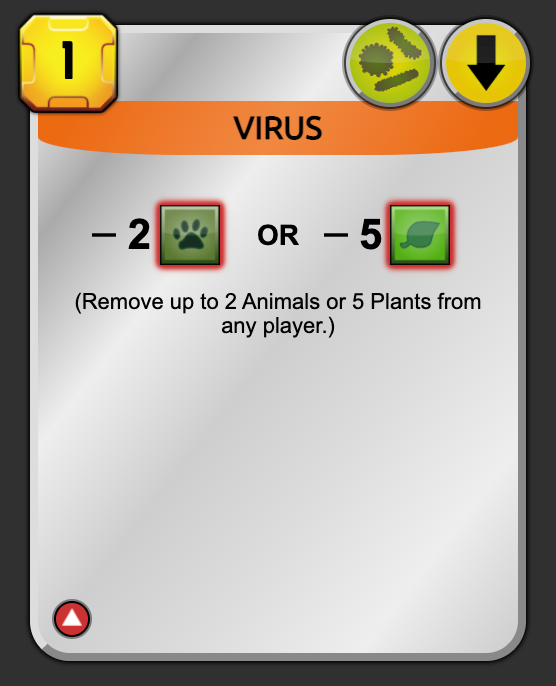 1
VIRUS
– 2 OR – 5
(Remove up to 2 Animals or 5 Plants from
any player.)